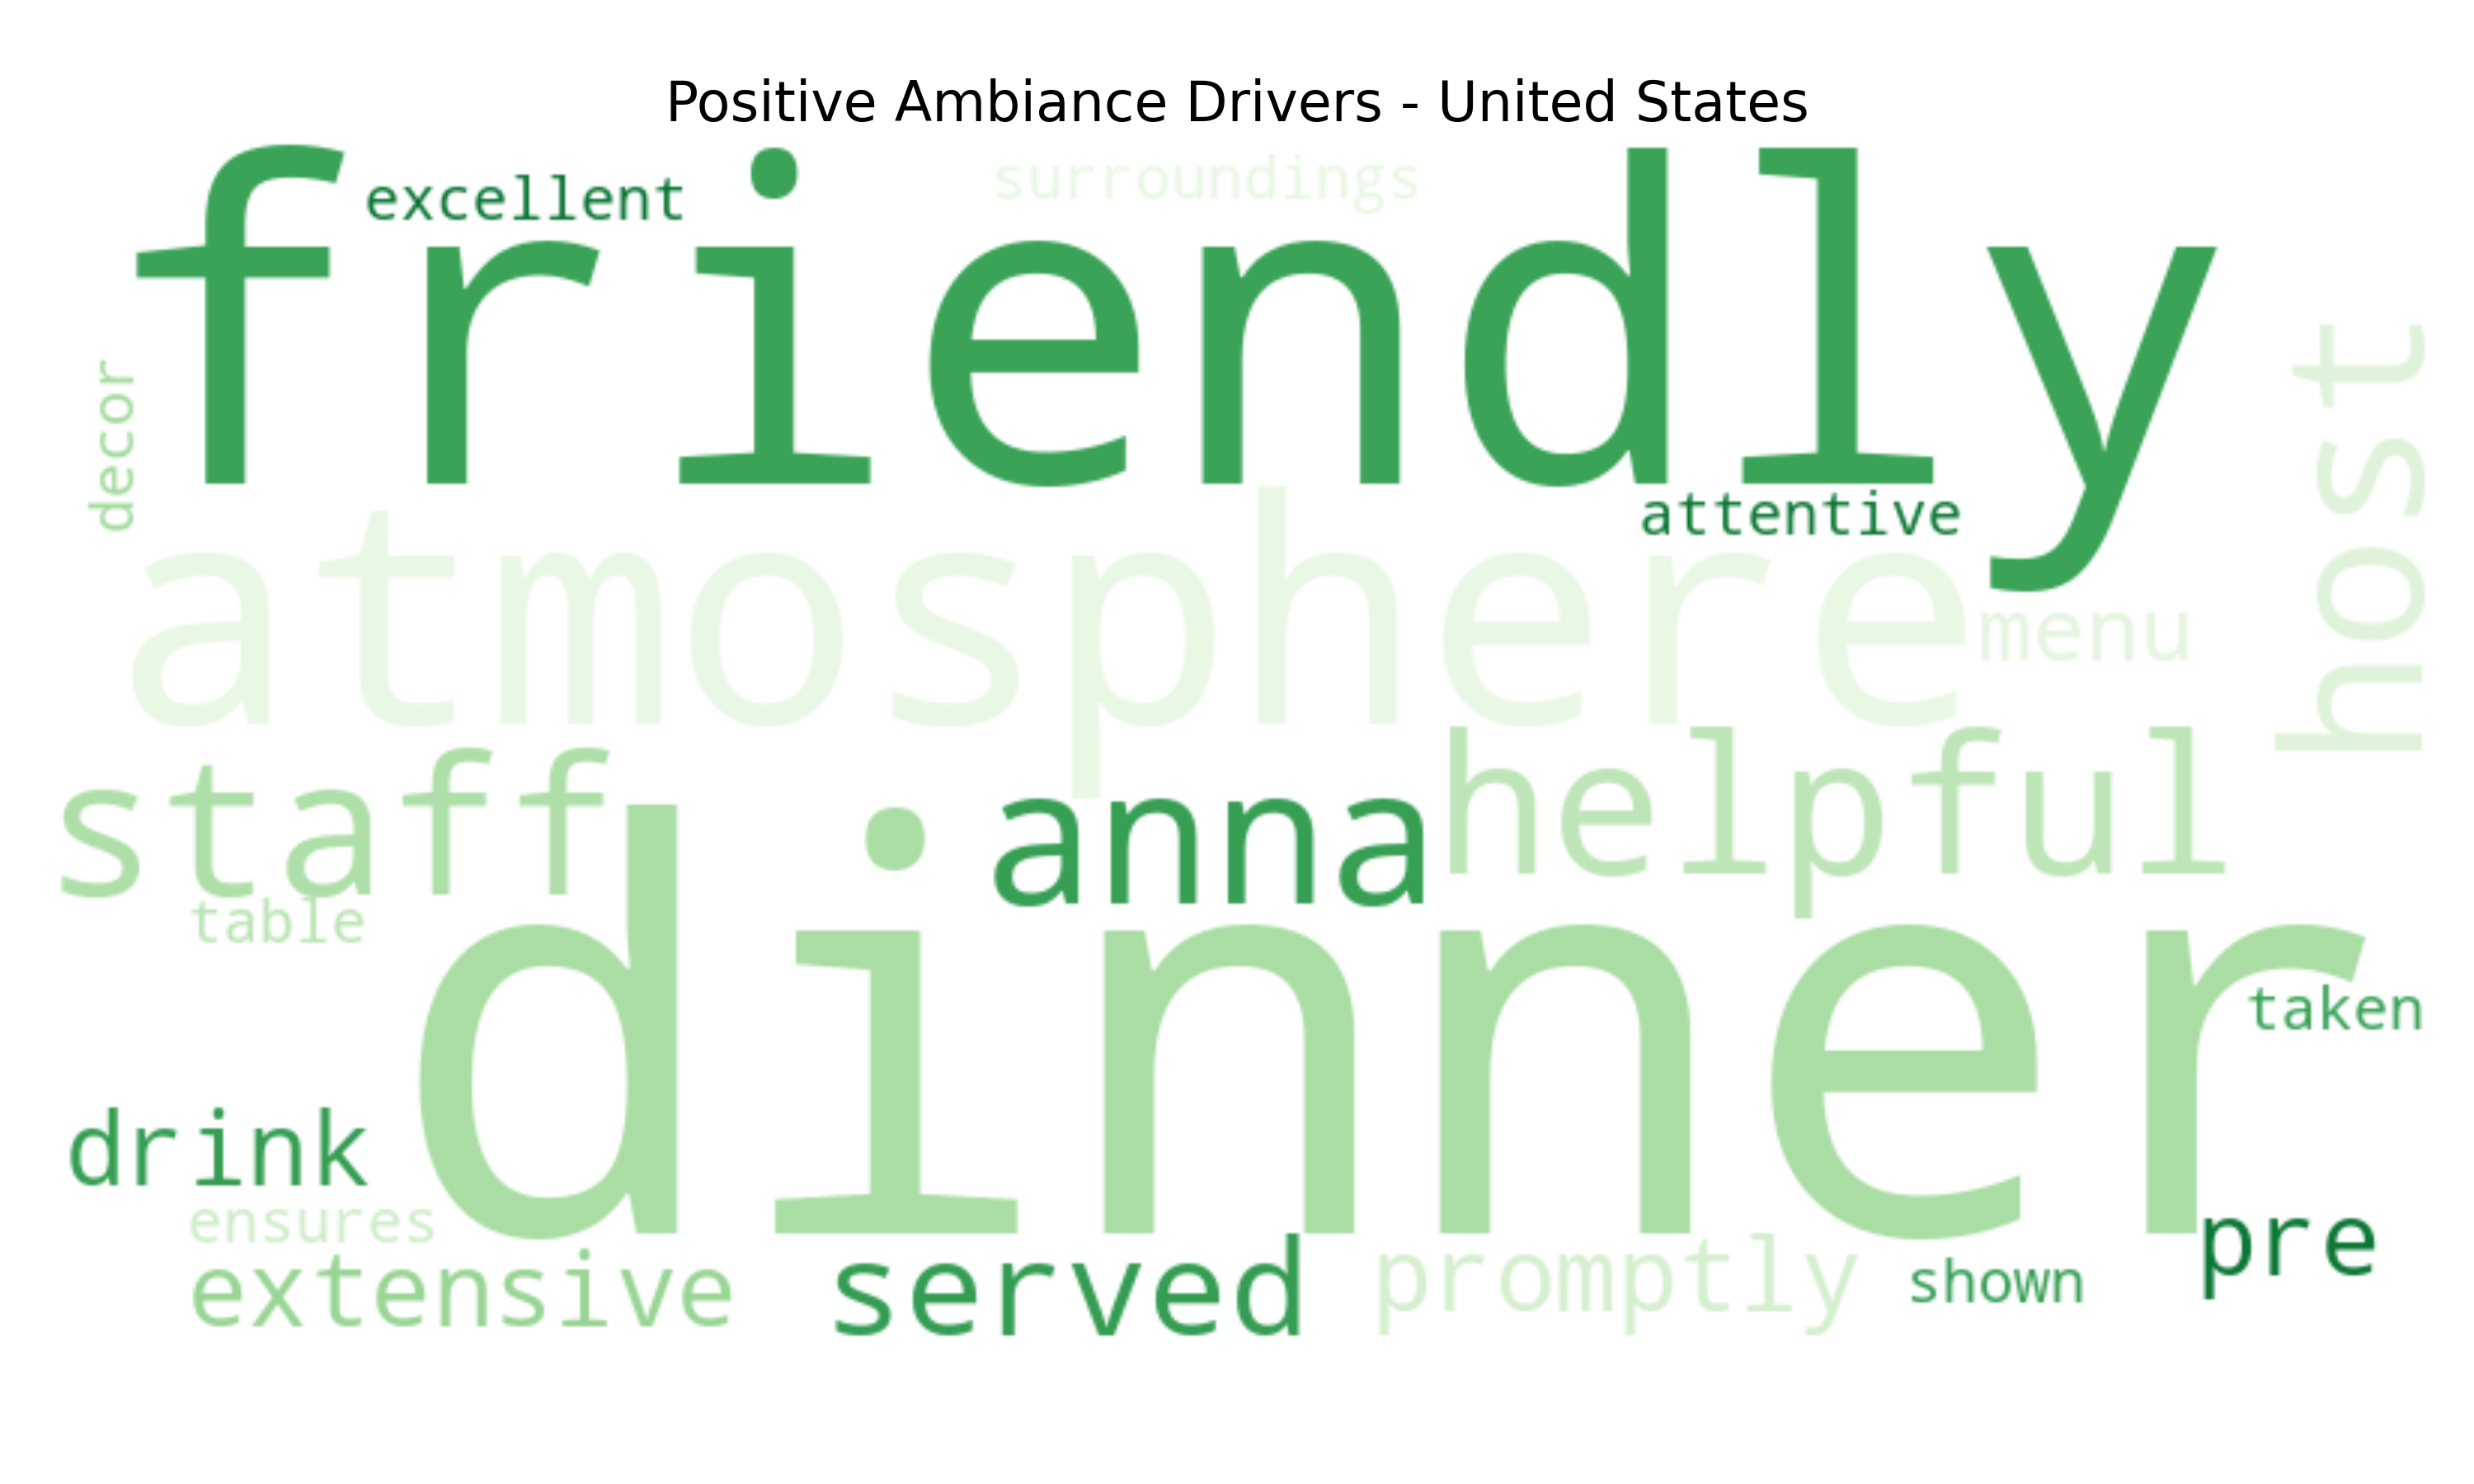 Positive Ambiance Drivers - United States
surroundings
excellent
friendly
decor
host
attentive
atmosphere
menu
staff
helpful
anna
table
dinner
taken
drink
ensures
pre
extensive
served
promptly
shown